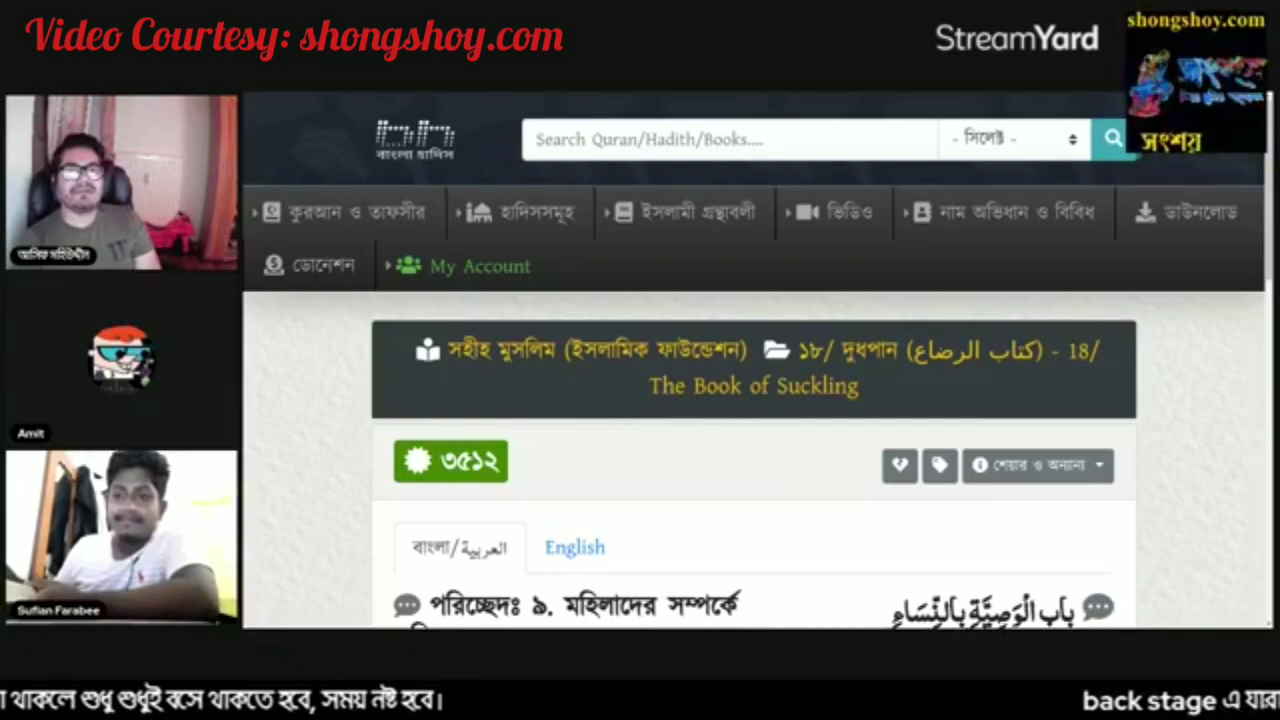 Video Courtesy: shongshoy.com
StreamYard
shongshoy.com
সংশয়
বাংলা হাদিস
Search Quran/Hadith/Books....
- সিলেক্ট -
কুরআন ও তাফসীর
হাদিসসমূহ
ইসলামী গ্রন্থাবলী
ভিডিও
নাম অভিধান ও বিবিধ
ডাউনলোড
ডোনেশন
My Account
আসিফ মহিউদ্দীন
সহীহ মুসলিম (ইসলামিক ফাউন্ডেশন) ১৮/ দুধপান (كتاب الرضاع) - 18/
The Book of Suckling
Amit
৩৫১২
শেয়ার ও অন্যান্য
বাংলা/العربية
English
Sufian Farabee
পরিচ্ছেদঃ ৯. মহিলাদের সম্পর্কে
باب الْوَصِيَّةِ بِالنِّسَاءِ
থাকলে শুধু শুধুই বসে থাকতে হবে, সময় নষ্ট হবে।
back stage এ যারা